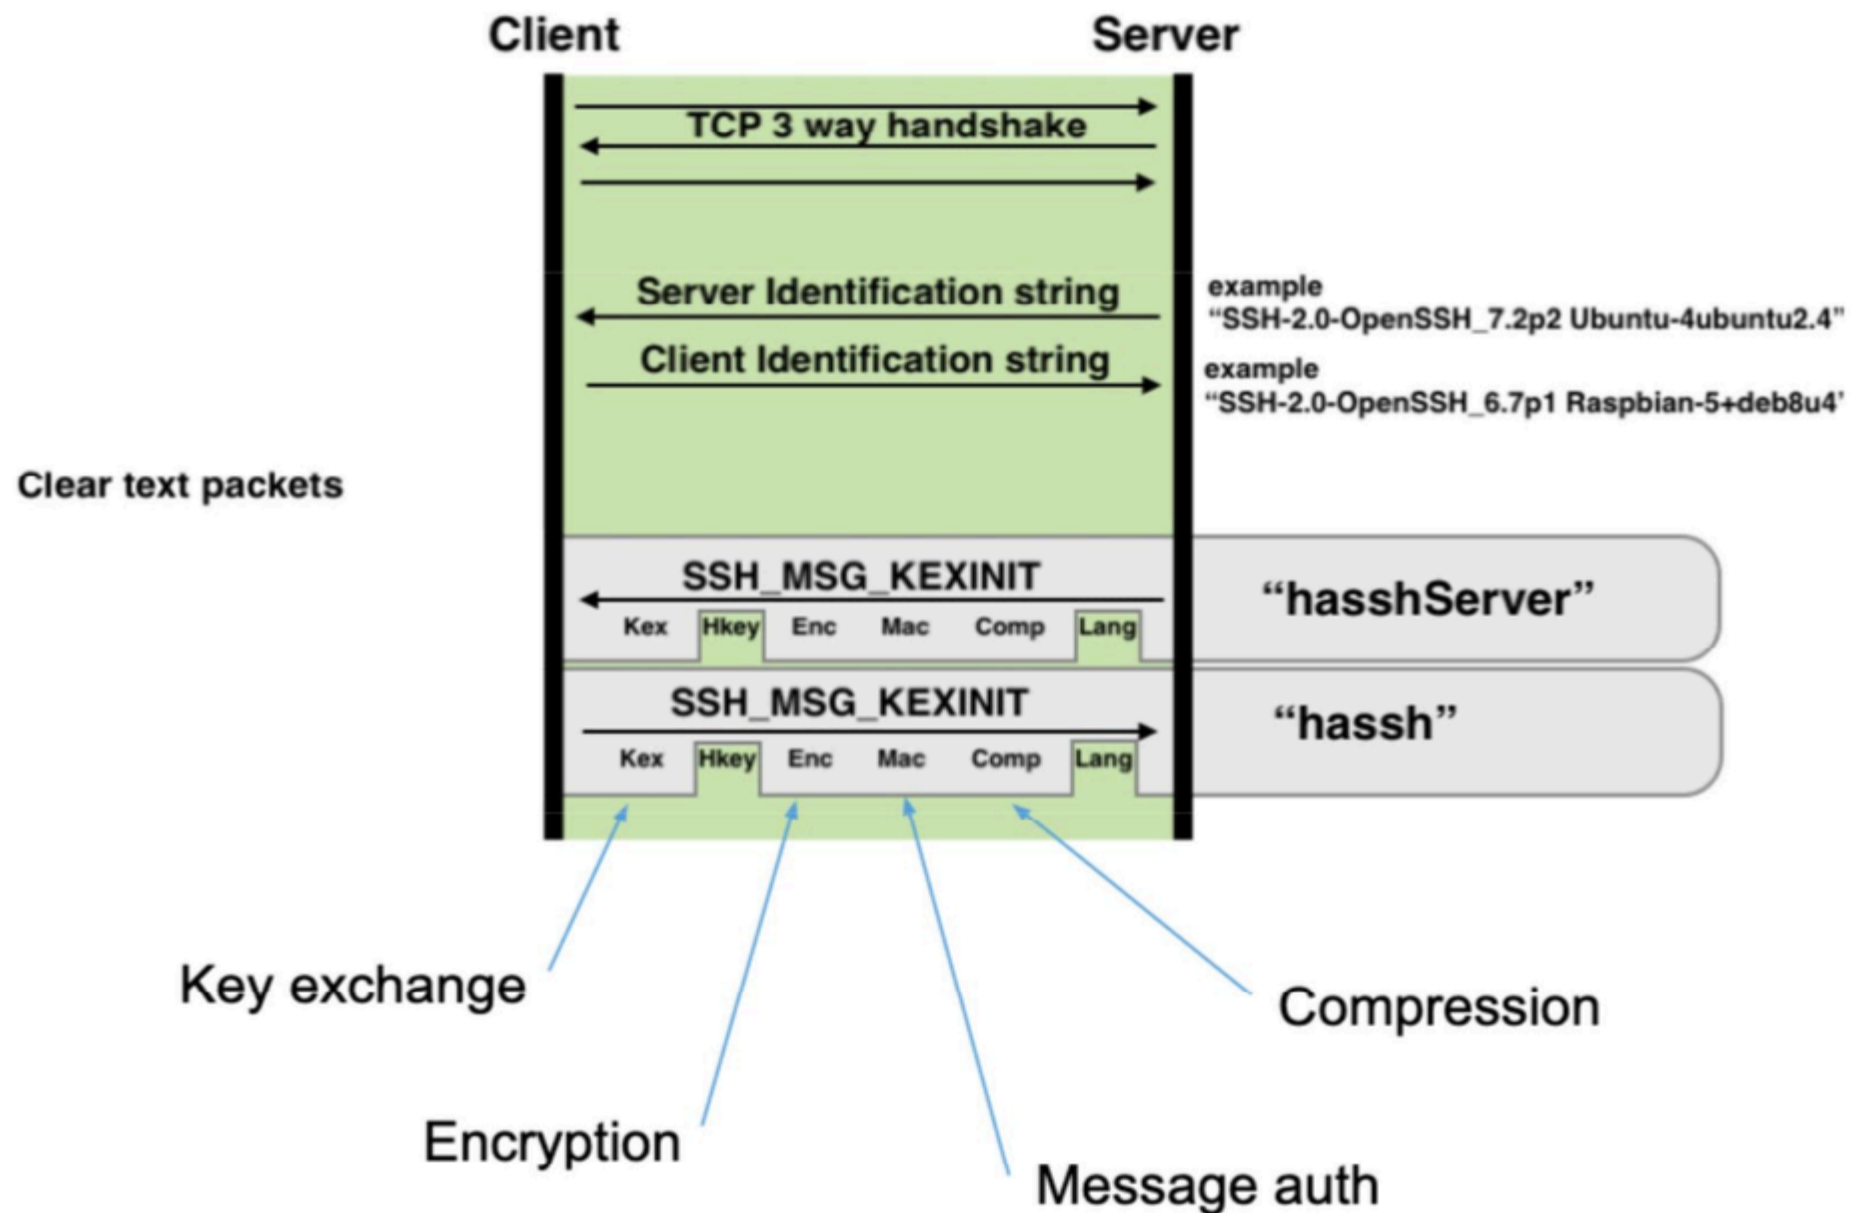 Client
Server
TCP 3 way handshake
Server Identification string
example
“SSH-2.0-OpenSSH_7.2p2 Ubuntu-4ubuntu2.4”
Client Identification string
example
“SSH-2.0-OpenSSH_6.7p1 Raspbian-5+deb8u4'
Clear text packets
SSH_MSG_KEXINIT
“hasshServer”
Kex Hkey Enc Mac Comp Lang
SSH_MSG_KEXINIT
“hassh”
Kex Hkey Enc Mac Comp Lang
Key exchange
Compression
Encryption
Message auth